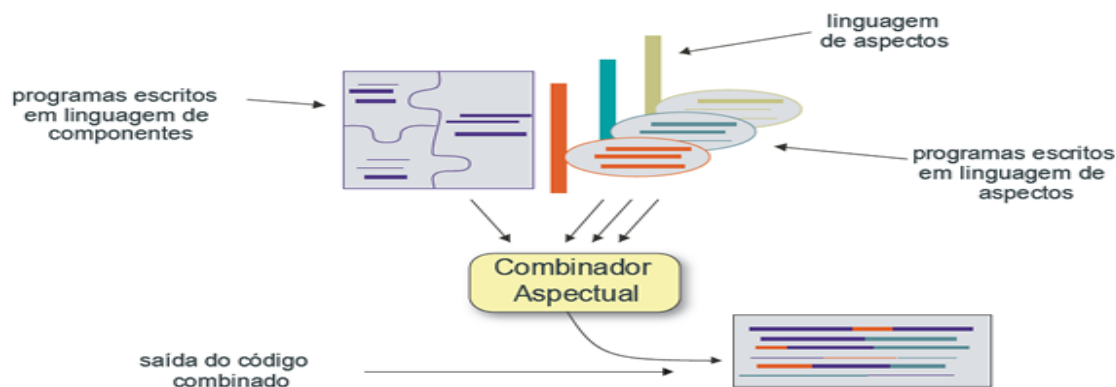 linguagem
de aspectos
programas escritos
em linguagem de
componentes
programas escritos
em linguagem de
aspectos
Combinador
Aspectual
saída do código
combinado